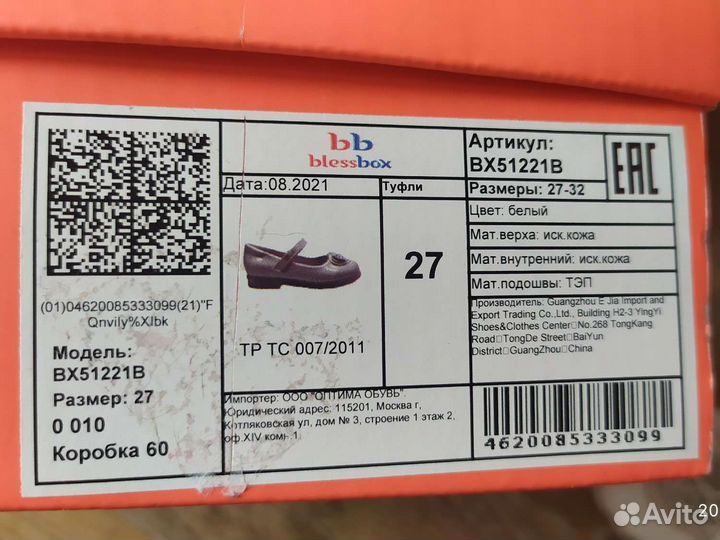 (01)04620085333099(21)"F
Qnvily%Xlbk
Модель:
BX51221B
Размер: 27
0 010
Коробка 60
bb
blessbox
Дата:08.2021
Туфли
27
ТР ТС 007/2011
Импортер: ООО "ОПТИМА ОБУВЬ".
Юридический адрес: 115201, Москва г,
Котляковская ул, дом № 3, строение 1 этаж 2,
оф.XIV комн.1
Артикул:
BX51221B
Размеры: 27-32
EAC
Цвет: белый
Мат.верха: иск.кожа
Мат.внутренний: иск.кожа
Мат.подошвы: ТЭП
Производитель: Guangzhou E Jia Import and
Export Trading Co.,Ltd., Building H2-3 YingYi
Shoes&Clothes Center□No.268 TongKang
Road□TongDe Street□BaiYun
District□GuangZhou□China
4620085333099
Avito
20